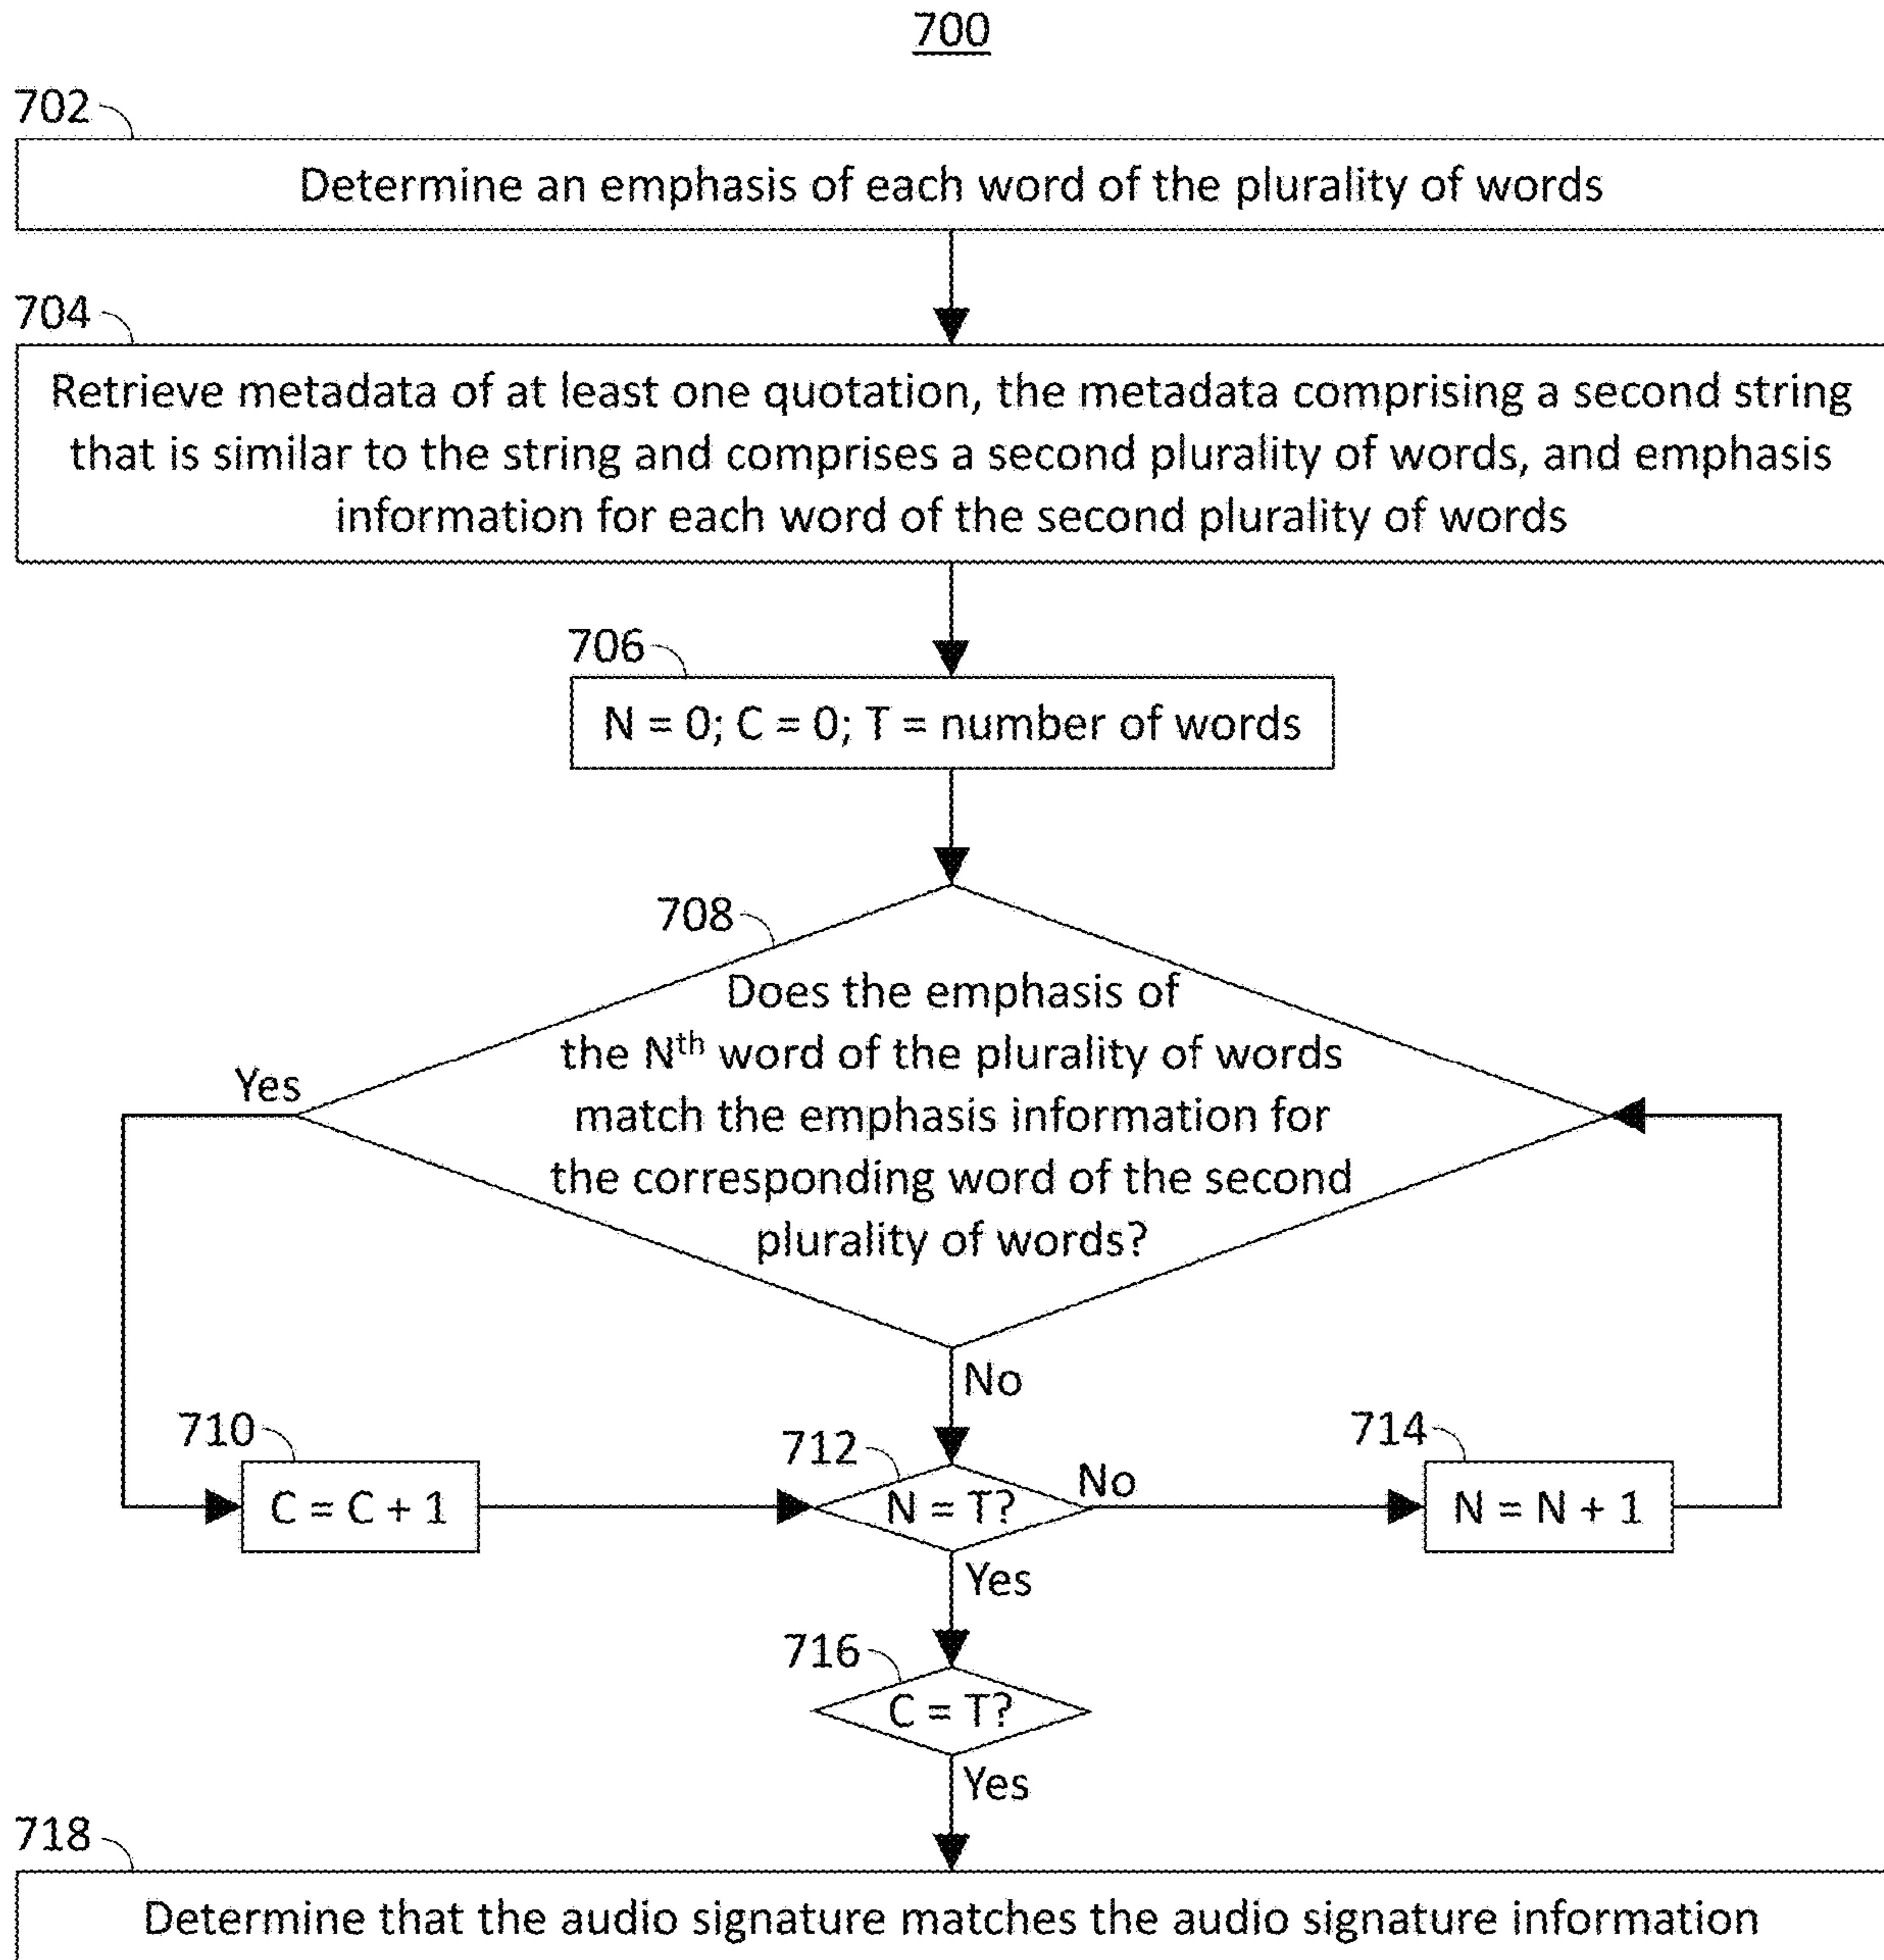 700
702
Determine an emphasis of each word of the plurality of words
704
Retrieve metadata of at least one quotation, the metadata comprising a second string
that is similar to the string and comprises a second plurality of words, and emphasis
information for each word of the second plurality of words
706
N = 0; C = 0; T = number of words
708
Does the emphasis of
the Nth word of the plurality of words
match the emphasis information for
the corresponding word of the second
plurality of words?
Yes
No
710
C = C + 1
712
N = T?
No
714
N = N + 1
Yes
716
C = T?
Yes
718
Determine that the audio signature matches the audio signature information